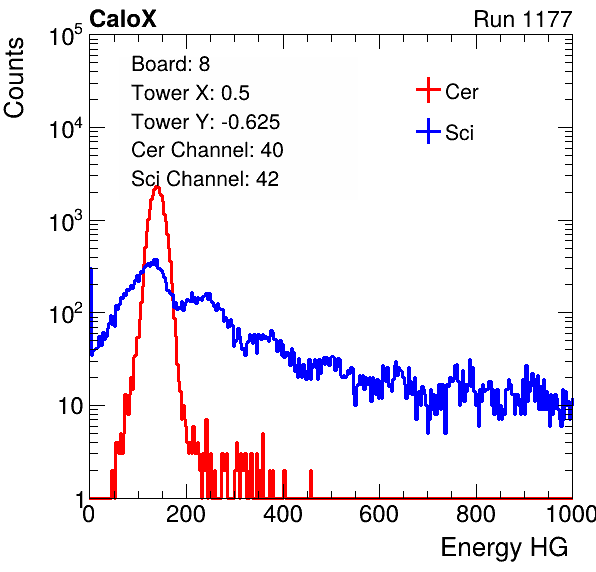 CaloX Run 1177
Counts
10^5
10^4
10^3
10^2
10
1
Board: 8
Tower X: 0.5
Tower Y: -0.625
Cer Channel: 40
Sci Channel: 42
Cer
Sci
0 200 400 600 800 1000
Energy HG